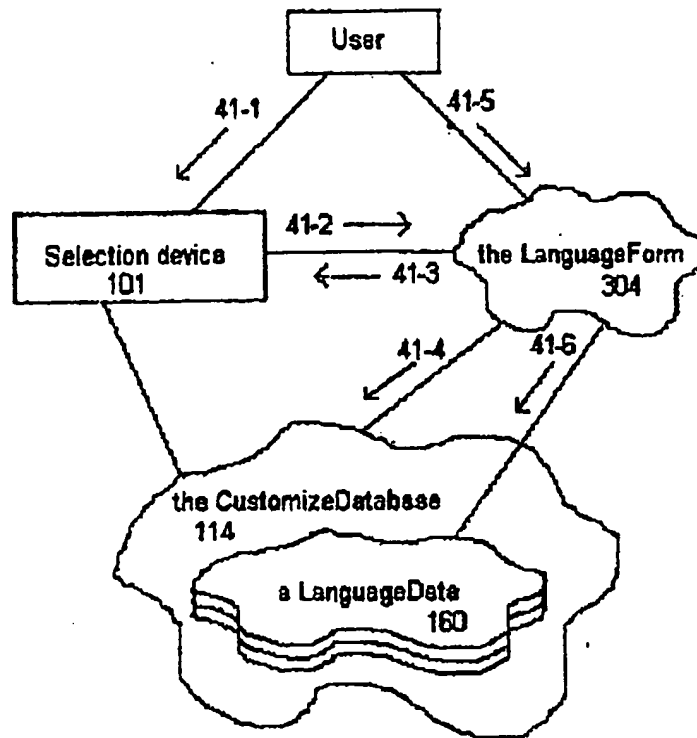 User
41-1
41-5
41-2
Selection device
101
the LanguageForm
304
41-3
41-4
41-6
the CustomizeDatabase
114
a LanguageData
160